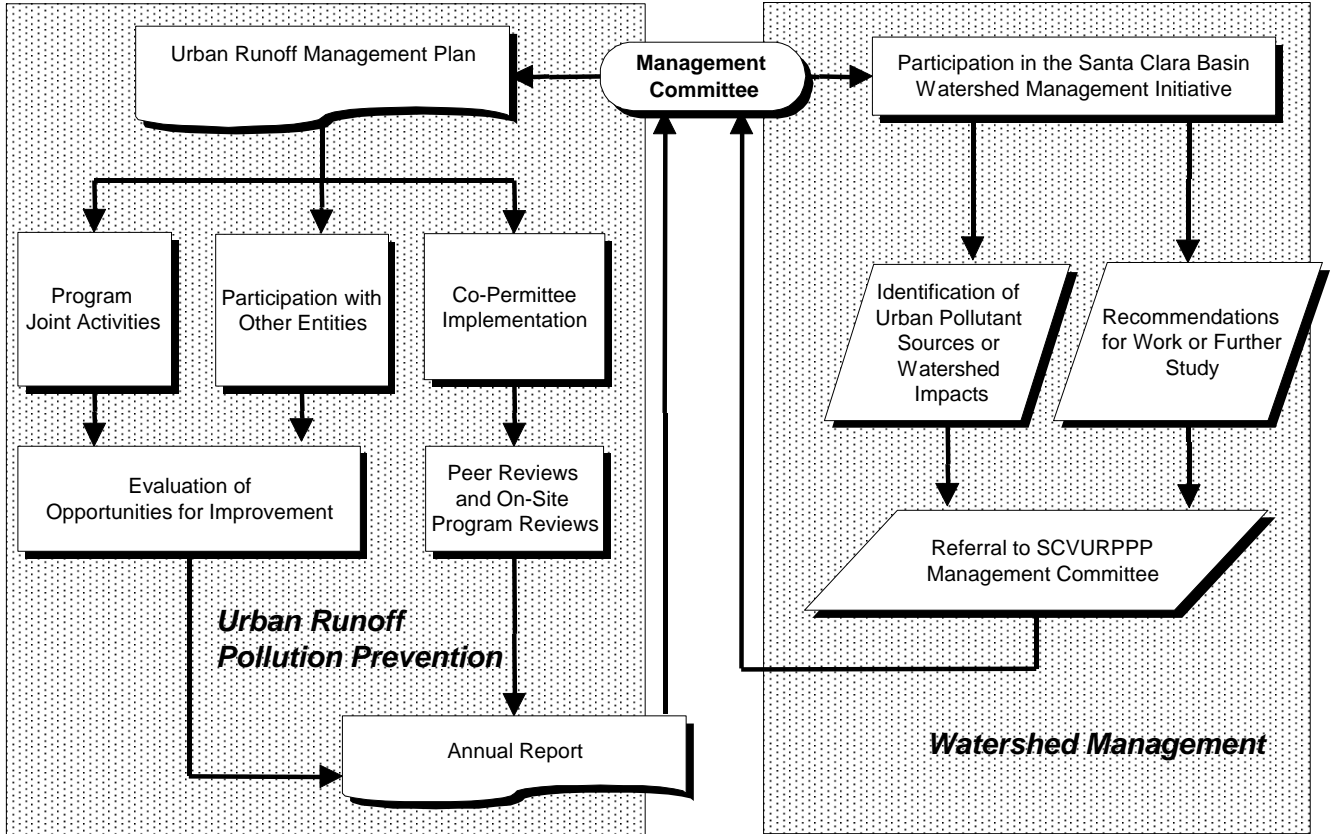 Urban Runoff Management Plan
Management
Committee
Participation in the Santa Clara Basin
Watershed Management Initiative
Program
Joint Activities
Participation with
Other Entities
Co-Permittee
Implementation
Identification of
Urban Pollutant
Sources or
Watershed
Impacts
Recommendations
for Work or Further
Study
Evaluation of
Opportunities for Improvement
Peer Reviews
and On-Site
Program Reviews
Referral to SCVURPPP
Management Committee
Urban Runoff
Pollution Prevention
Annual Report
Watershed Management